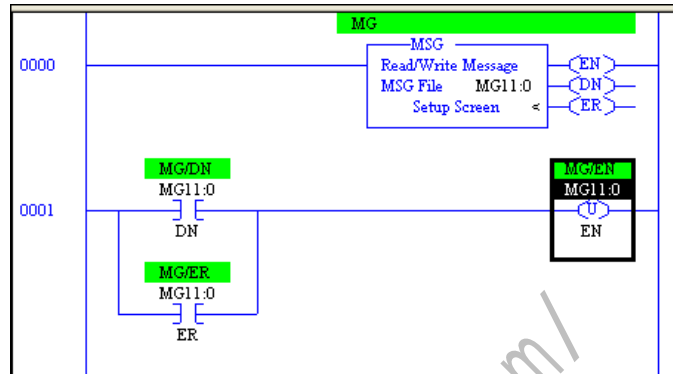 MG
MSG
0000
Read/Write Message
EN
MSG File MG11:0
DN
Setup Screen <
ER
MG/DN
MG11:0
MG/EN
MG11:0
0001
U
DN
EN
MG/ER
MG11:0
ER
m/